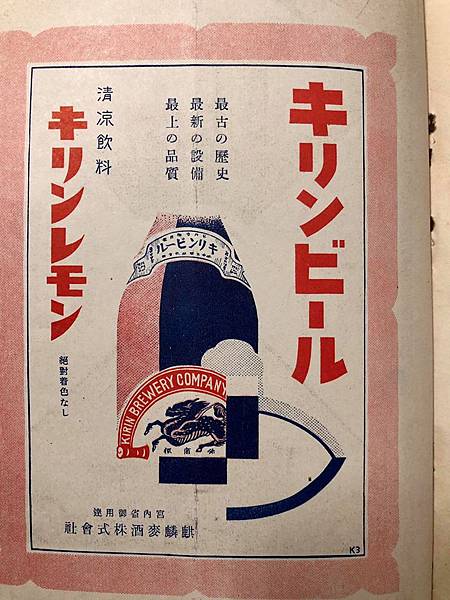 キリンビール
最古の歴史
最新の設備
最上の品質
清凉飲料
キリンレモン
絕對着色なし
キリンビール
KIRIN BREWERY COMPANY
宮内省御用達
麒麟麥酒株式會社
K3